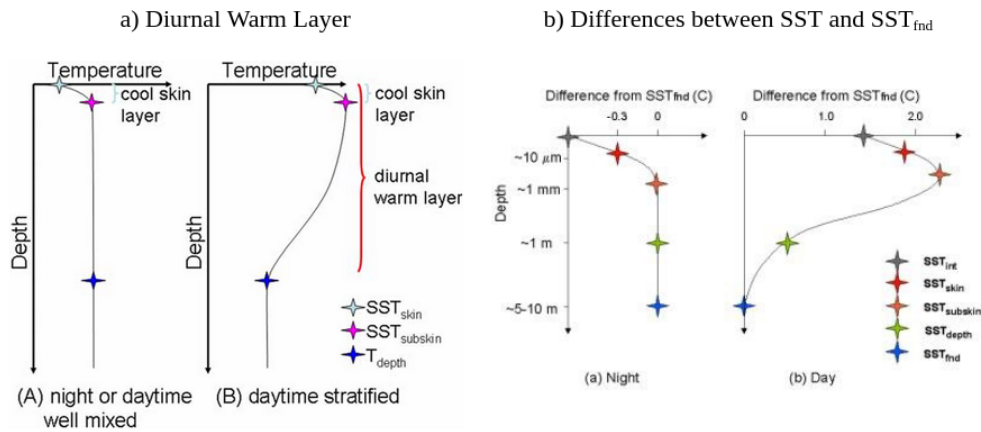 a) Diurnal Warm Layer
Temperature
cool skin
layer
Depth
(A) night or daytime
well mixed
Temperature
cool skin
layer
diurnal
warm layer
SSTskin
SSTsubskin
Tdepth
(B) daytime stratified
b) Differences between SST and SSTfnd
Difference from SSTfnd (C)
-0.3 0
~10 μm
~1 mm
Depth
~1 m
~5-10 m
(a) Night
Difference from SSTfnd (C)
0 1.0 2.0
SSTint
SSTskin
SSTsubskin
SSTdepth
SSTfnd
(b) Day